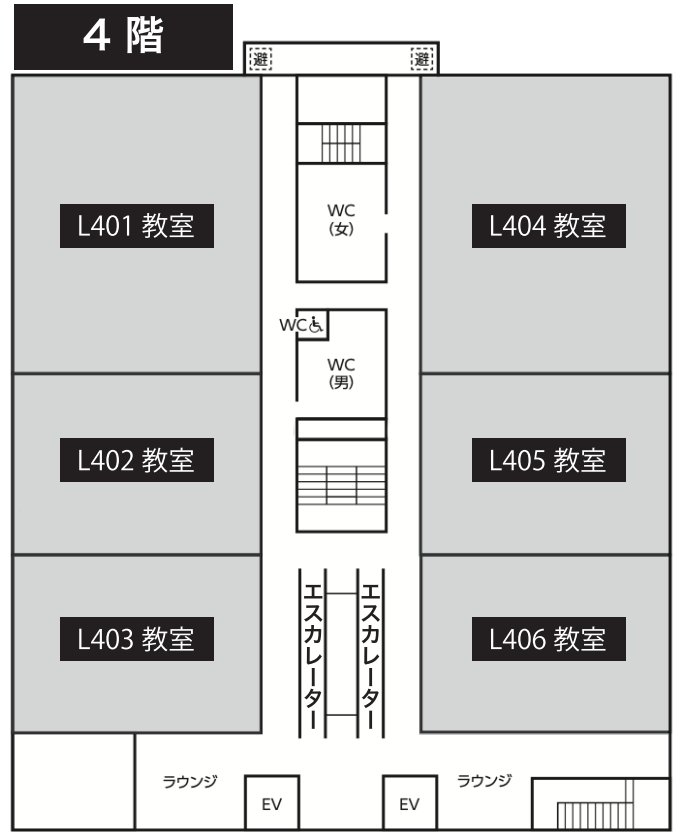 4 階
避 避
L401 教室
WC
(女)
L404 教室
WC
WC
(男)
L402 教室
L405 教室
エスカレーター
エスカレーター
L403 教室
L406 教室
ラウンジ
ラウンジ
EV
EV